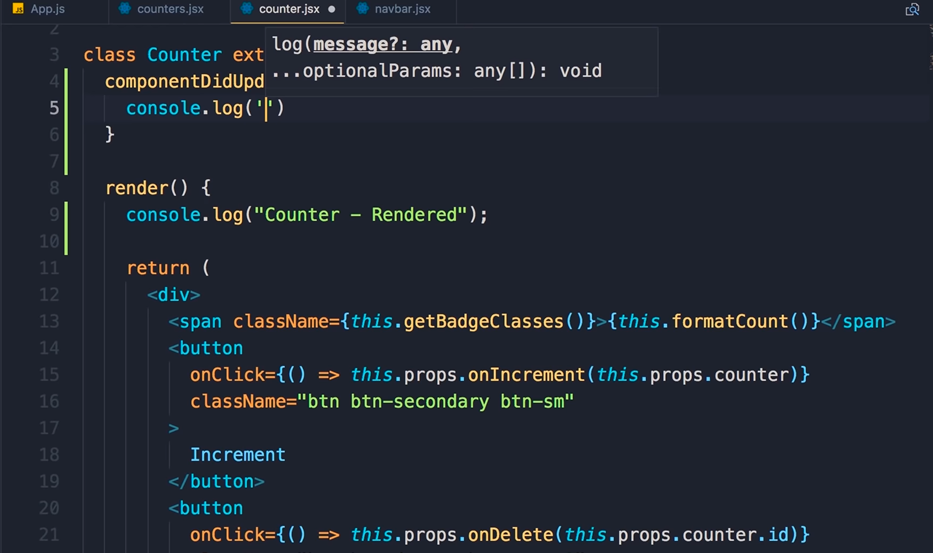 App.js counters.jsx counter.jsx navbar.jsx
2
3 class Counter ext
log(message?: any,
4 componentDidUpd
...optionalParams: any[]): void
5 console.log('')
6 }
7
8 render() {
9 console.log("Counter – Rendered");
10
11 return (
12 <div>
13 <span className={this.getBadgeClasses()}>{this.formatCount()}</span>
14 <button
15 onClick={() => this.props.onIncrement(this.props.counter)}
16 className="btn btn-secondary btn-sm"
17 >
18 Increment
19 </button>
20 <button
21 onClick={() => this.props.onDelete(this.props.counter.id)}